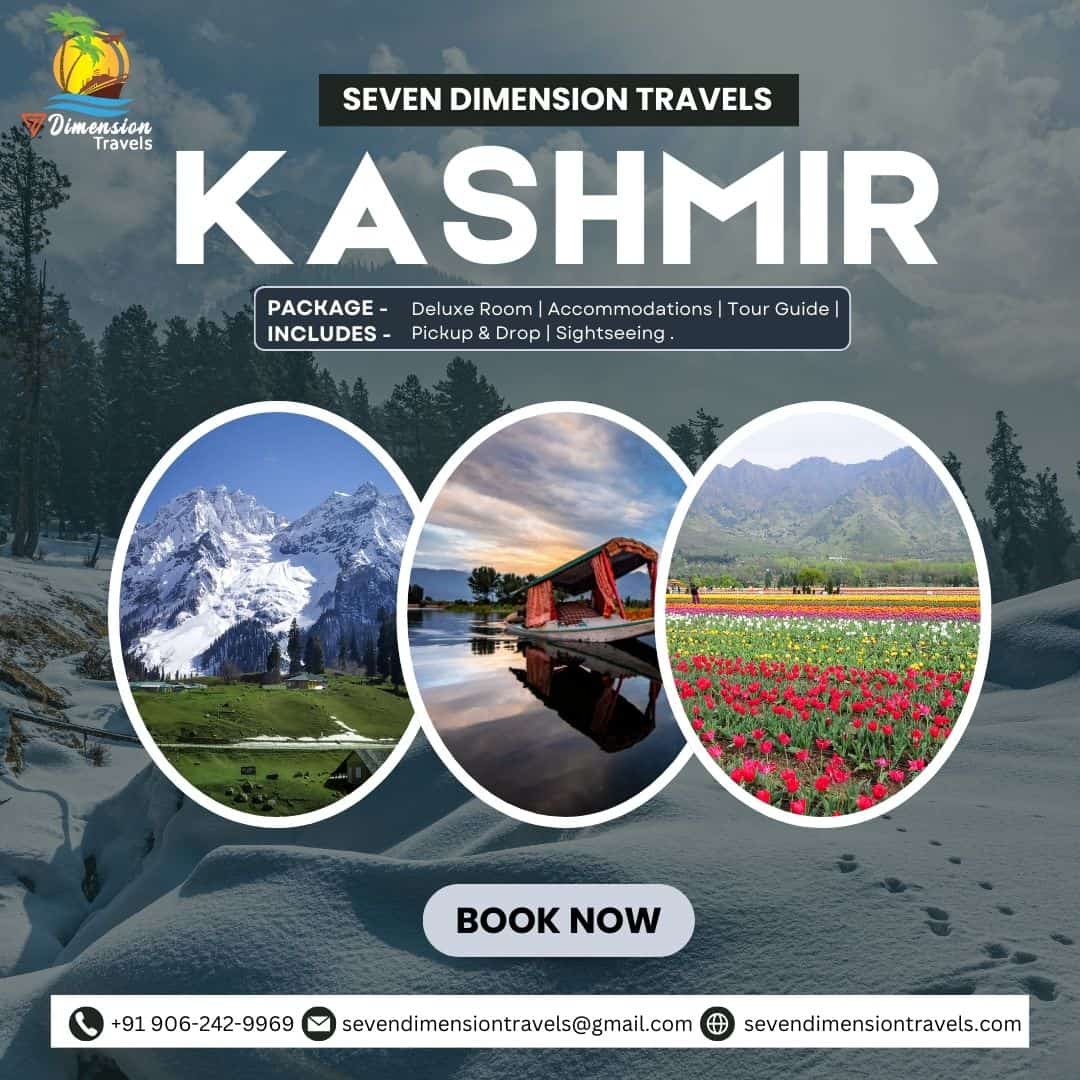 7 Dimension
Travels
SEVEN DIMENSION TRAVELS
KASHMIR
PACKAGE - Deluxe Room | Accommodations | Tour Guide |
INCLUDES - Pickup & Drop | Sightseeing .
BOOK NOW
+91 906-242-9969 sevendimensiontravels@gmail.com sevendimensiontravels.com